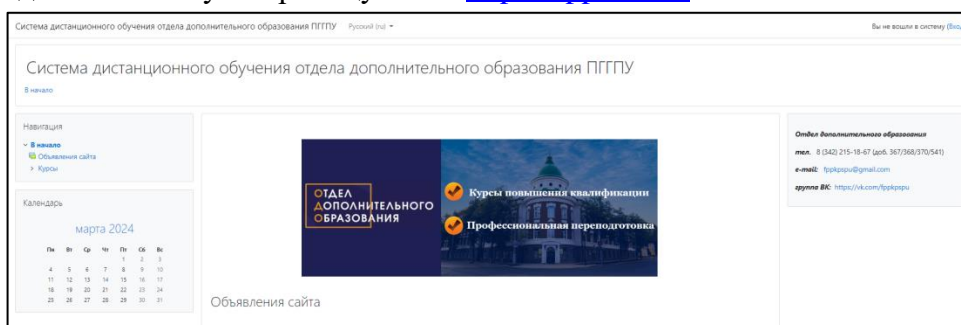 Система дистанционного обучения отдела дополнительного образования ПГГПУ Русский (ru)
Вы не вошли в систему
Система дистанционного обучения отдела дополнительного образования ПГГПУ
В начало
Навигация
В начало
Объявления сайта
Курсы
Календарь
марта 2024
Пн Вт Ср Чт Пт Сб Вс
1 2 3
4 5 6 7 8 9 10
11 12 13 14 15 16 17
18 19 20 21 22 23 24
25 26 27 28 29 30 31
ОТДЕЛ
ДОПОЛНИТЕЛЬНОГО
ОБРАЗОВАНИЯ
Курсы повышения квалификации
Профессиональная переподготовка
Объявления сайта
Отдел дополнительного образования
тел. 8 (342) 215-18-67 (доб. 367/368/370/541)
e-mail: fppkpspu@gmail.com
группа ВК: https://vk.com/fppkpspu